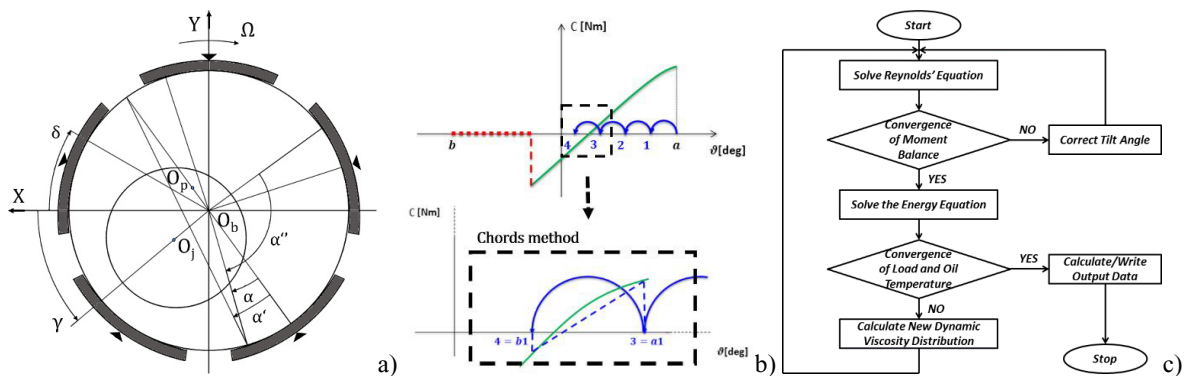 Y
Ω
δ
X
Oₚ
O_b
O_j
α''
α
α'
γ
a)
C [Nm]
b
4
3
2
1
a
ϑ[deg]
C [Nm]
Chords method
4 = b1
3 = a1
ϑ[deg]
b)
Start
Solve Reynolds' Equation
Convergence
of Moment
Balance
NO
Correct Tilt Angle
YES
Solve the Energy Equation
Convergence
of Load and Oil
Temperature
YES
Calculate/Write
Output Data
NO
Calculate New Dynamic
Viscosity Distribution
Stop
c)